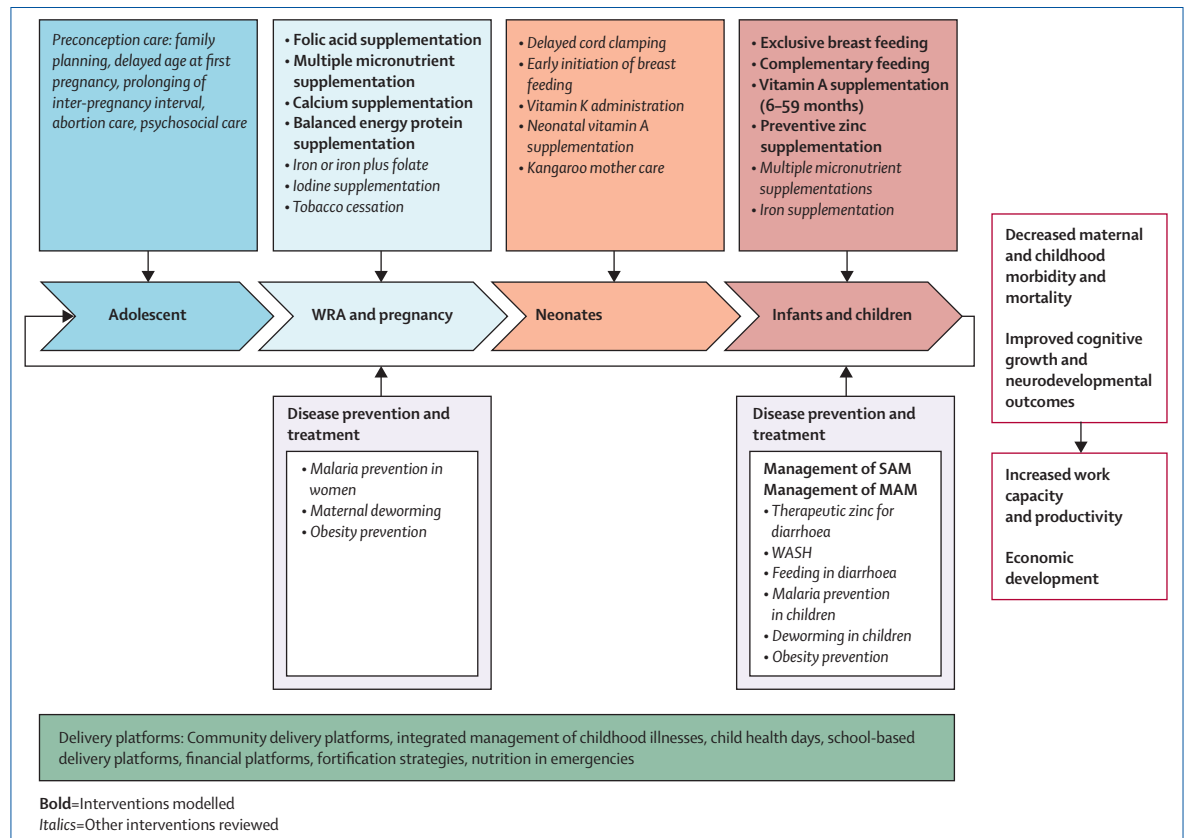 Preconception care: family
planning, delayed age at first
pregnancy, prolonging of
inter-pregnancy interval,
abortion care, psychosocial care
• Folic acid supplementation
• Multiple micronutrient
supplementation
• Calcium supplementation
• Balanced energy protein
supplementation
• Iron or iron plus folate
• Iodine supplementation
• Tobacco cessation
• Delayed cord clamping
• Early initiation of breast
feeding
• Vitamin K administration
• Neonatal vitamin A
supplementation
• Kangaroo mother care
• Exclusive breast feeding
• Complementary feeding
• Vitamin A supplementation
(6–59 months)
• Preventive zinc
supplementation
• Multiple micronutrient
supplementations
• Iron supplementation
Adolescent
WRA and pregnancy
Neonates
Infants and children
Decreased maternal
and childhood
morbidity and
mortality
Improved cognitive
growth and
neurodevelopmental
outcomes
Increased work
capacity
and productivity
Economic
development
Disease prevention and
treatment
• Malaria prevention in
women
• Maternal deworming
• Obesity prevention
Disease prevention and
treatment
Management of SAM
Management of MAM
• Therapeutic zinc for
diarrhoea
• WASH
• Feeding in diarrhoea
• Malaria prevention
in children
• Deworming in children
• Obesity prevention
Delivery platforms: Community delivery platforms, integrated management of childhood illnesses, child health days, school-based
delivery platforms, financial platforms, fortification strategies, nutrition in emergencies
Bold=Interventions modelled
Italics=Other interventions reviewed